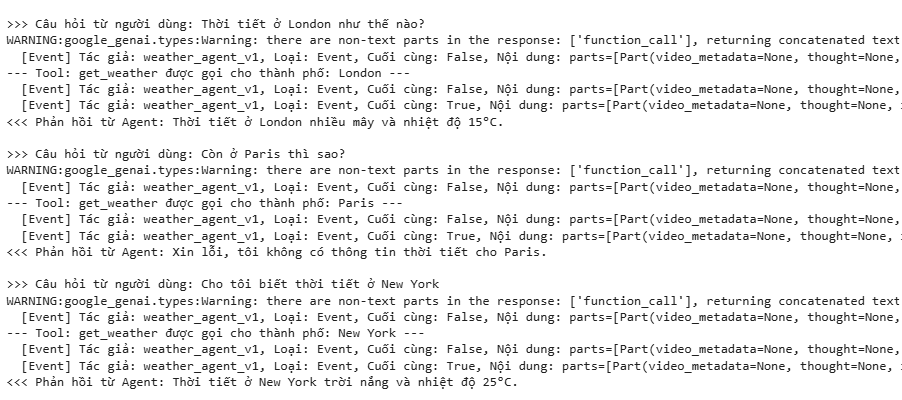 >>> Câu hỏi từ người dùng: Thời tiết ở London như thế nào?
WARNING:google_genai.types:Warning: there are non-text parts in the response: ['function_call'], returning concatenated text
[Event] Tác giả: weather_agent_v1, Loại: Event, Cuối cùng: False, Nội dung: parts=[Part(video_metadata=None, thought=None,
--- Tool: get_weather được gọi cho thành phố: London ---
[Event] Tác giả: weather_agent_v1, Loại: Event, Cuối cùng: False, Nội dung: parts=[Part(video_metadata=None, thought=None,
[Event] Tác giả: weather_agent_v1, Loại: Event, Cuối cùng: True, Nội dung: parts=[Part(video_metadata=None, thought=None,
<<< Phản hồi từ Agent: Thời tiết ở London nhiều mây và nhiệt độ 15°C.
>>> Câu hỏi từ người dùng: Còn ở Paris thì sao?
WARNING:google_genai.types:Warning: there are non-text parts in the response: ['function_call'], returning concatenated text
[Event] Tác giả: weather_agent_v1, Loại: Event, Cuối cùng: False, Nội dung: parts=[Part(video_metadata=None, thought=None,
--- Tool: get_weather được gọi cho thành phố: Paris ---
[Event] Tác giả: weather_agent_v1, Loại: Event, Cuối cùng: False, Nội dung: parts=[Part(video_metadata=None, thought=None,
[Event] Tác giả: weather_agent_v1, Loại: Event, Cuối cùng: True, Nội dung: parts=[Part(video_metadata=None, thought=None,
<<< Phản hồi từ Agent: Xin lỗi, tôi không có thông tin thời tiết cho Paris.
>>> Câu hỏi từ người dùng: Cho tôi biết thời tiết ở New York
WARNING:google_genai.types:Warning: there are non-text parts in the response: ['function_call'], returning concatenated text
[Event] Tác giả: weather_agent_v1, Loại: Event, Cuối cùng: False, Nội dung: parts=[Part(video_metadata=None, thought=None,
--- Tool: get_weather được gọi cho thành phố: New York ---
[Event] Tác giả: weather_agent_v1, Loại: Event, Cuối cùng: False, Nội dung: parts=[Part(video_metadata=None, thought=None,
[Event] Tác giả: weather_agent_v1, Loại: Event, Cuối cùng: True, Nội dung: parts=[Part(video_metadata=None, thought=None,
<<< Phản hồi từ Agent: Thời tiết ở New York trời nắng và nhiệt độ 25°C.